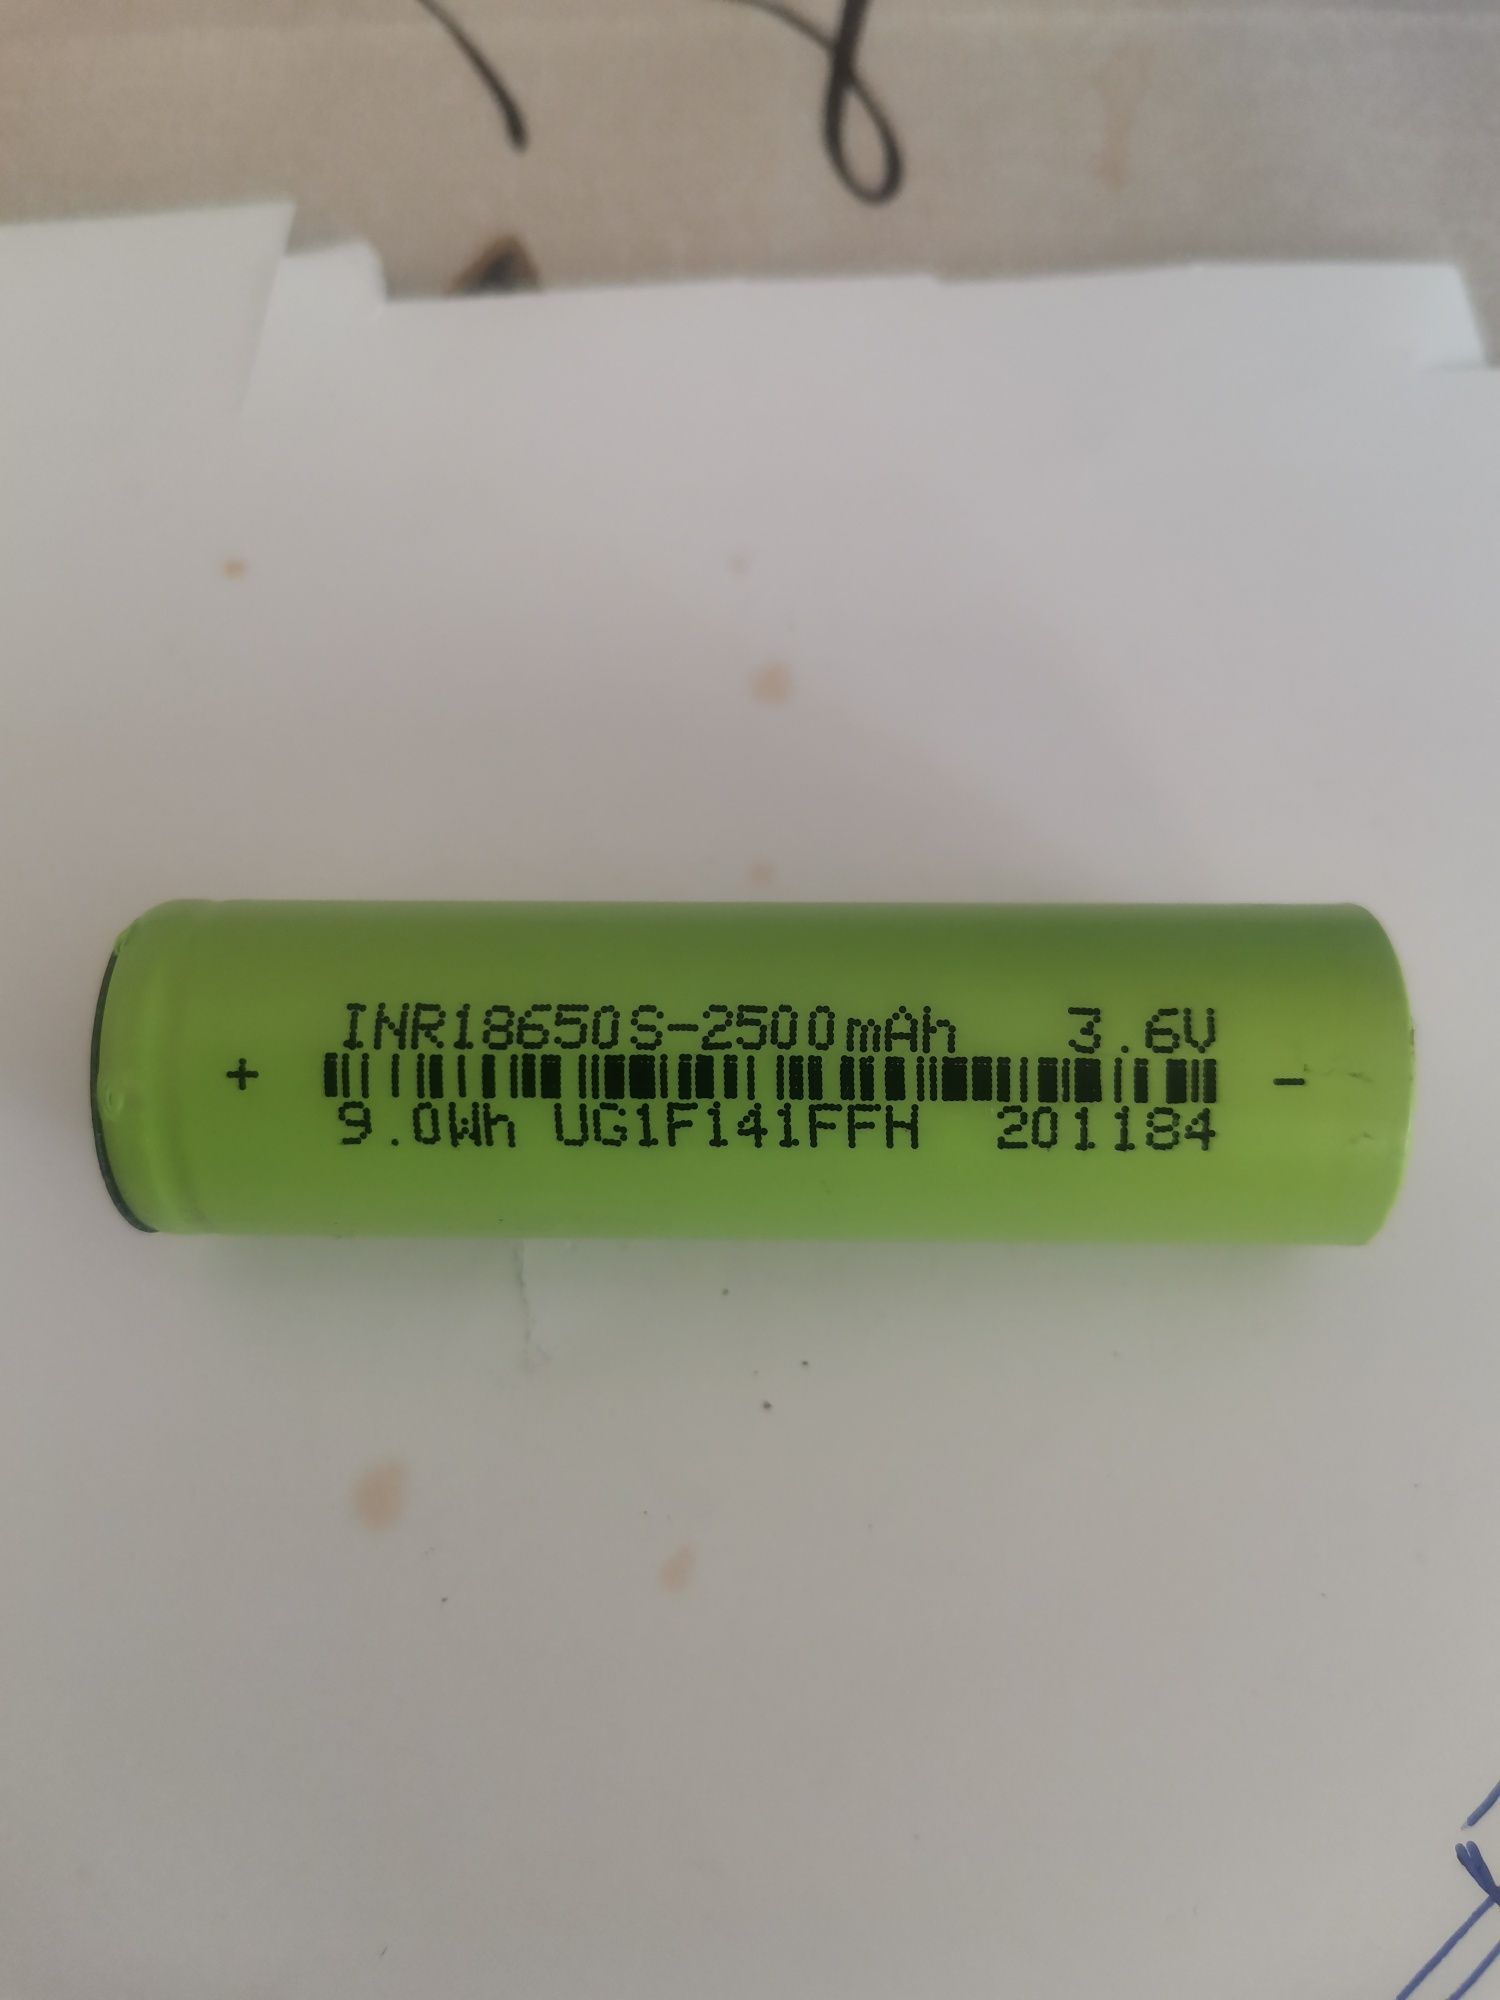 INR18650S-2500mAh 3.6V
+ -
9.0Wh UG1F141FFH 201184